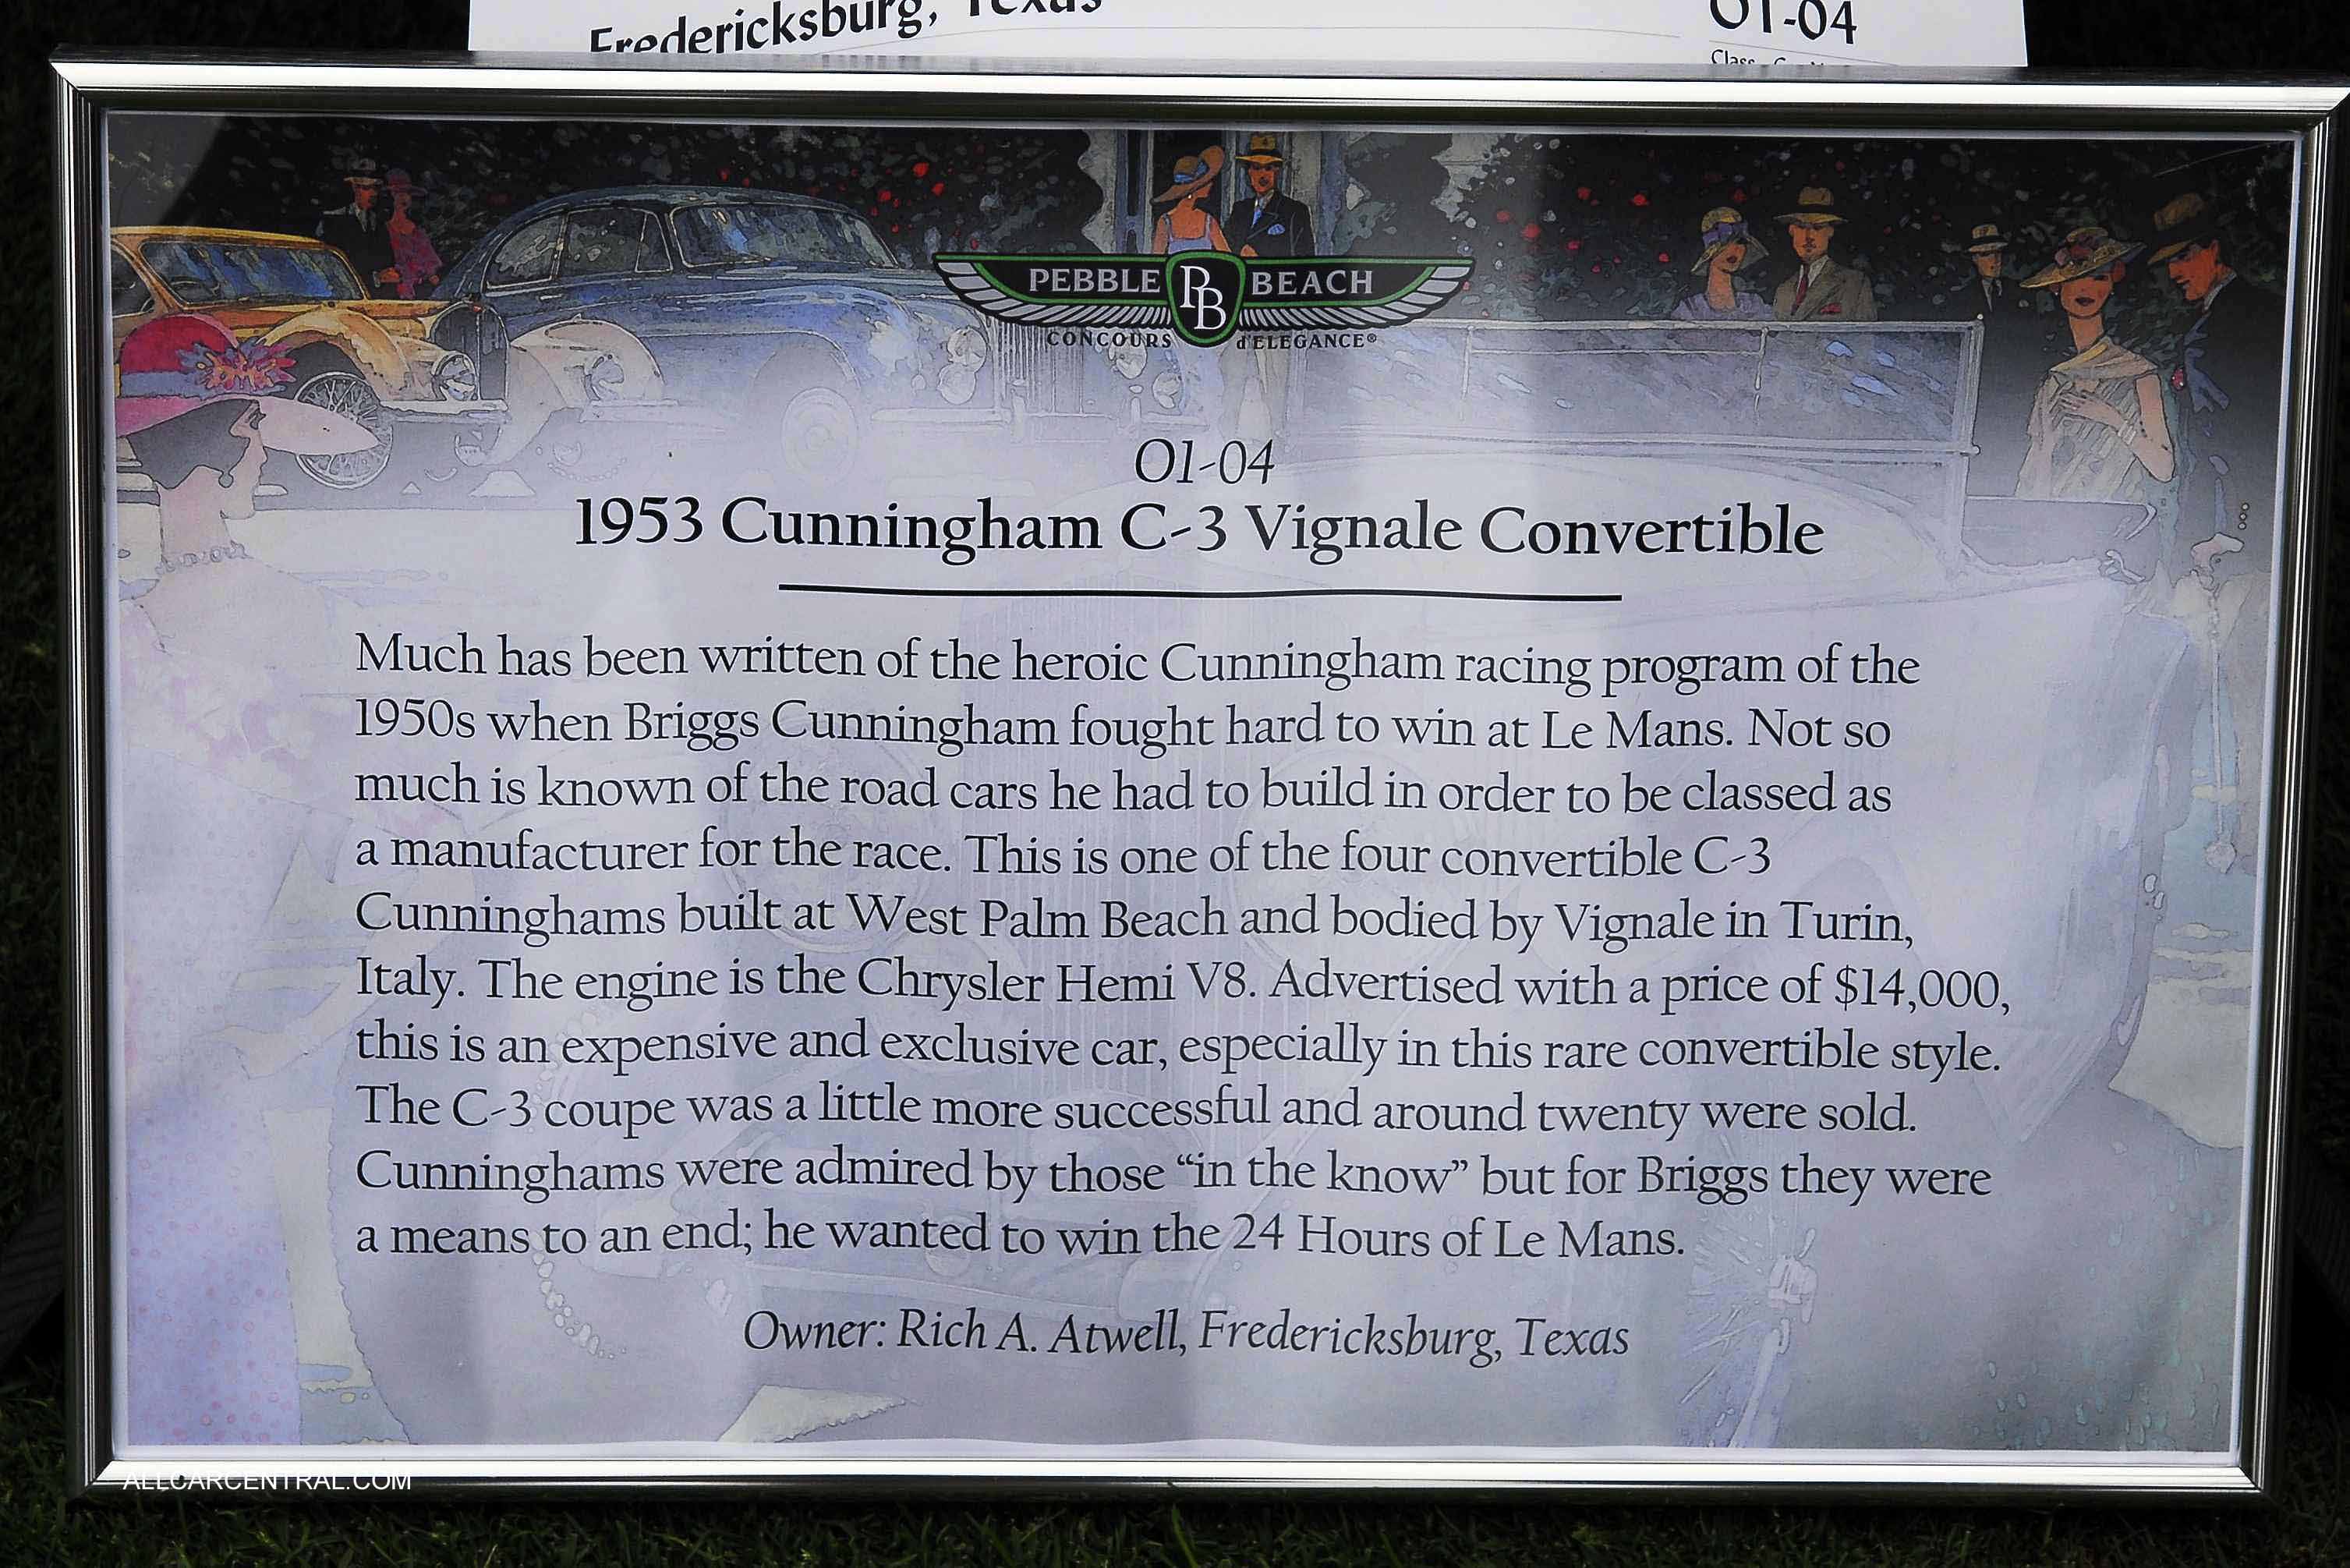 Fredericksburg, Texas
O1-04
Class
PEBBLE PB BEACH
CONCOURS d'ELEGANCE®
O1-04
1953 Cunningham C-3 Vignale Convertible
Much has been written of the heroic Cunningham racing program of the
1950s when Briggs Cunningham fought hard to win at Le Mans. Not so
much is known of the road cars he had to build in order to be classed as
a manufacturer for the race. This is one of the four convertible C-3
Cunninghams built at West Palm Beach and bodied by Vignale in Turin,
Italy. The engine is the Chrysler Hemi V8. Advertised with a price of $14,000,
this is an expensive and exclusive car, especially in this rare convertible style.
The C-3 coupe was a little more successful and around twenty were sold.
Cunninghams were admired by those “in the know” but for Briggs they were
a means to an end; he wanted to win the 24 Hours of Le Mans.
Owner: Rich A. Atwell, Fredericksburg, Texas
ALLCARCENTRAL.COM